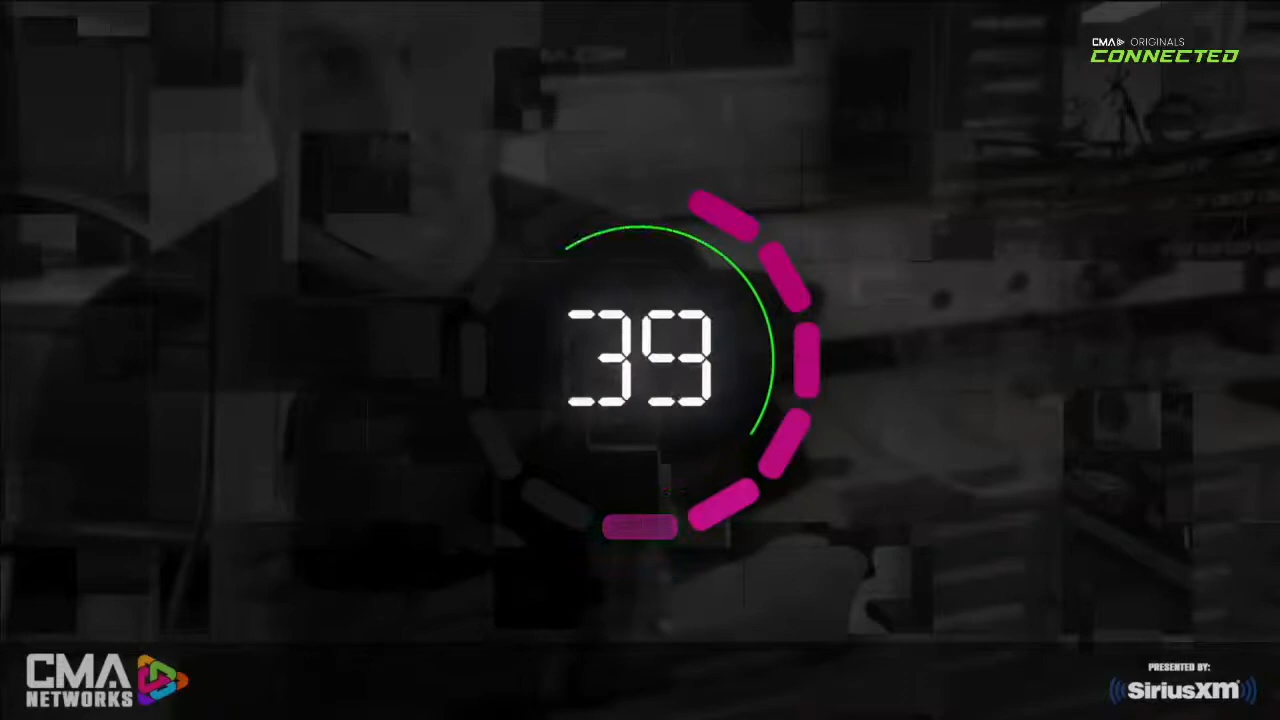 CMA ORIGINALS
CONNECTED
39
CMA
NETWORKS
PRESENTED BY:
SiriusXM